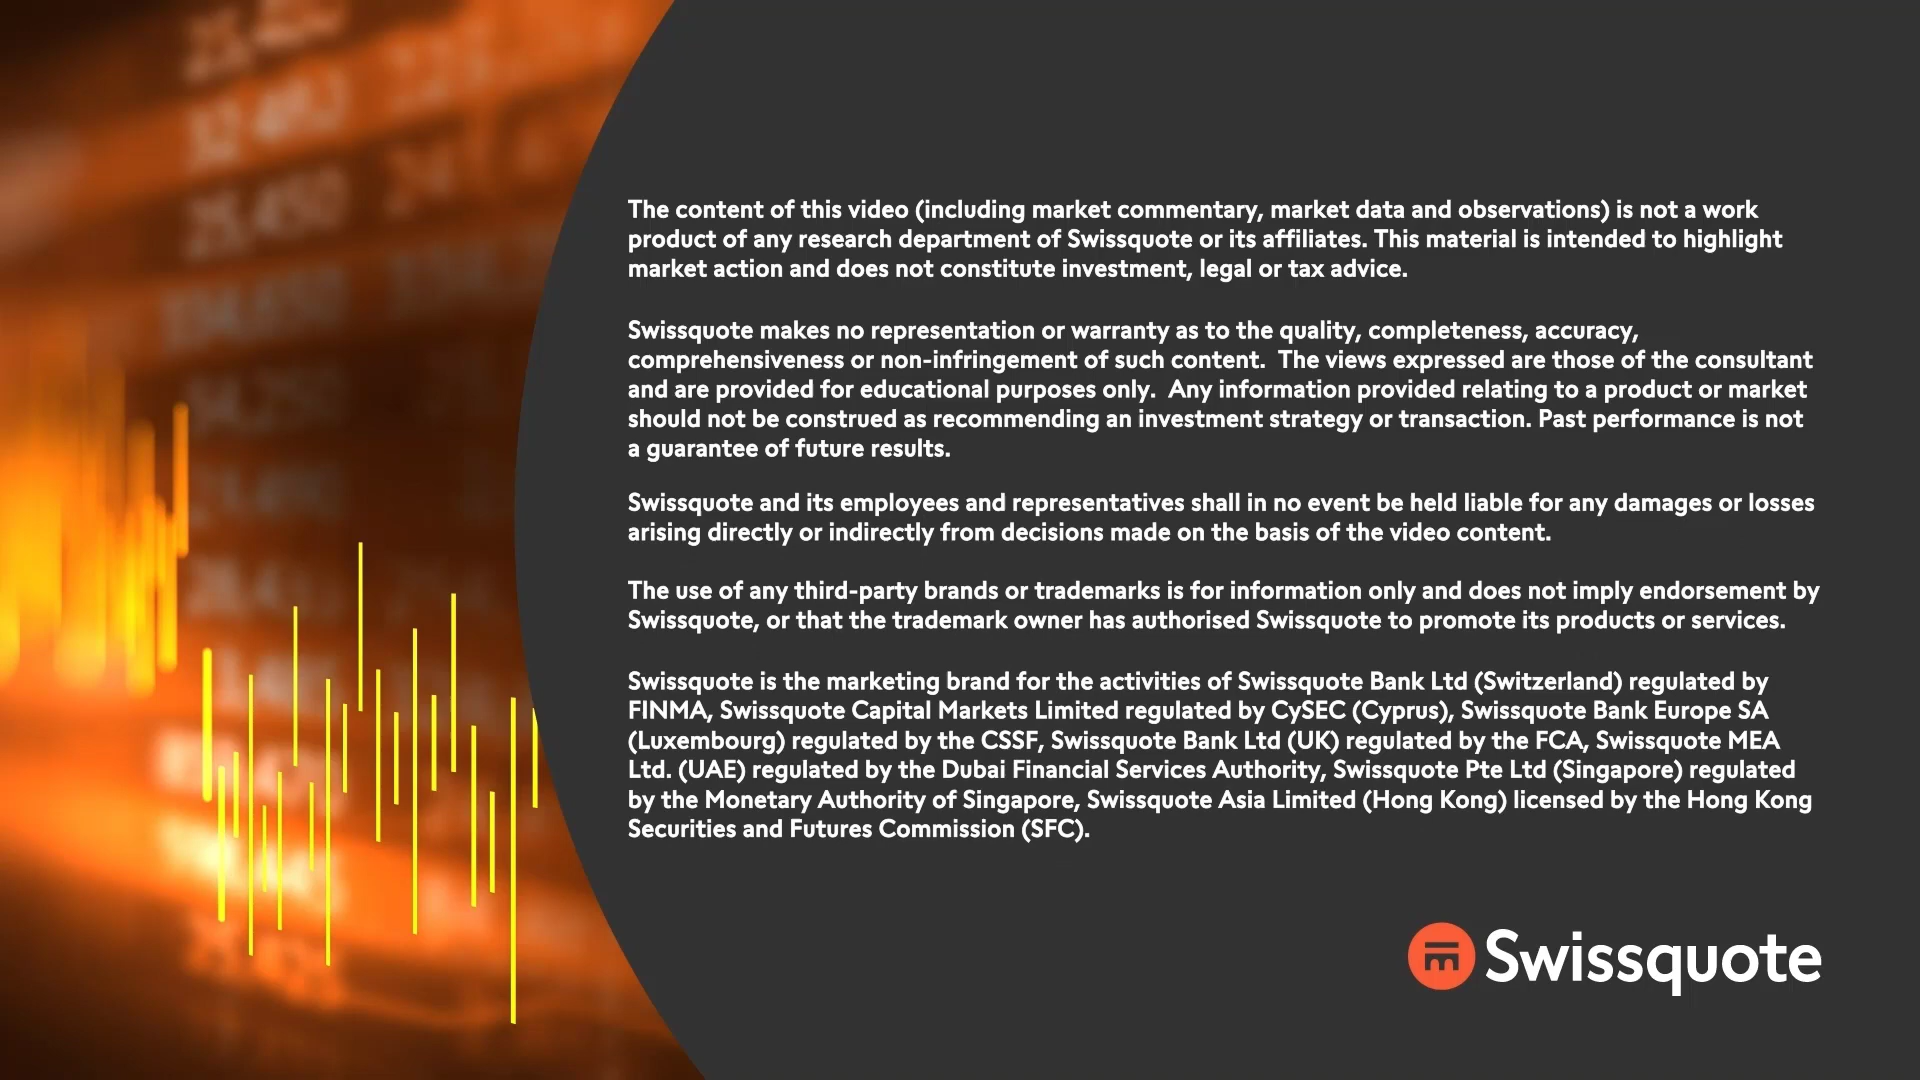 The content of this video (including market commentary, market data and observations) is not a work
product of any research department of Swissquote or its affiliates. This material is intended to highlight
market action and does not constitute investment, legal or tax advice.
Swissquote makes no representation or warranty as to the quality, completeness, accuracy,
comprehensiveness or non-infringement of such content.  The views expressed are those of the consultant
and are provided for educational purposes only.  Any information provided relating to a product or market
should not be construed as recommending an investment strategy or transaction. Past performance is not
a guarantee of future results.
Swissquote and its employees and representatives shall in no event be held liable for any damages or losses
arising directly or indirectly from decisions made on the basis of the video content.
The use of any third-party brands or trademarks is for information only and does not imply endorsement by
Swissquote, or that the trademark owner has authorised Swissquote to promote its products or services.
Swissquote is the marketing brand for the activities of Swissquote Bank Ltd (Switzerland) regulated by
FINMA, Swissquote Capital Markets Limited regulated by CySEC (Cyprus), Swissquote Bank Europe SA
(Luxembourg) regulated by the CSSF, Swissquote Bank Ltd (UK) regulated by the FCA, Swissquote MEA
Ltd. (UAE) regulated by the Dubai Financial Services Authority, Swissquote Pte Ltd (Singapore) regulated
by the Monetary Authority of Singapore, Swissquote Asia Limited (Hong Kong) licensed by the Hong Kong
Securities and Futures Commission (SFC).
Swissquote